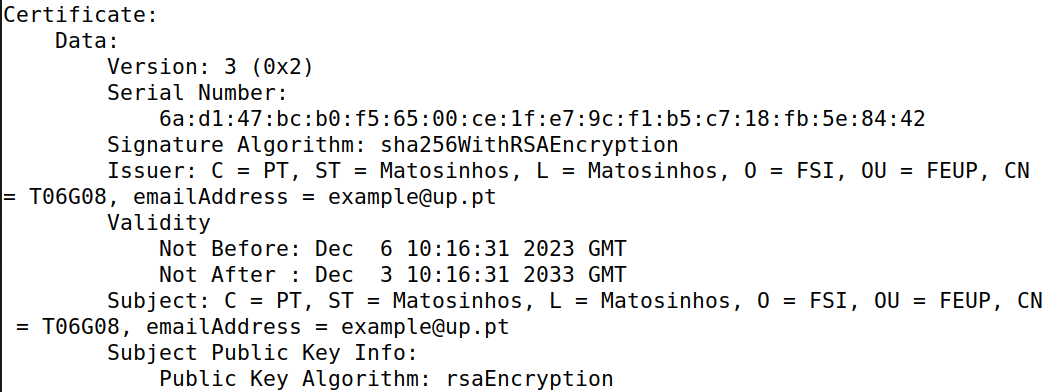 Certificate:
    Data:
        Version: 3 (0x2)
        Serial Number:
            6a:d1:47:bc:b0:f5:65:00:ce:1f:e7:9c:f1:b5:c7:18:fb:5e:84:42
        Signature Algorithm: sha256WithRSAEncryption
        Issuer: C = PT, ST = Matosinhos, L = Matosinhos, O = FSI, OU = FEUP, CN
= T06G08, emailAddress = example@up.pt
        Validity
            Not Before: Dec  6 10:16:31 2023 GMT
            Not After : Dec  3 10:16:31 2033 GMT
        Subject: C = PT, ST = Matosinhos, L = Matosinhos, O = FSI, OU = FEUP, CN
 = T06G08, emailAddress = example@up.pt
        Subject Public Key Info:
            Public Key Algorithm: rsaEncryption